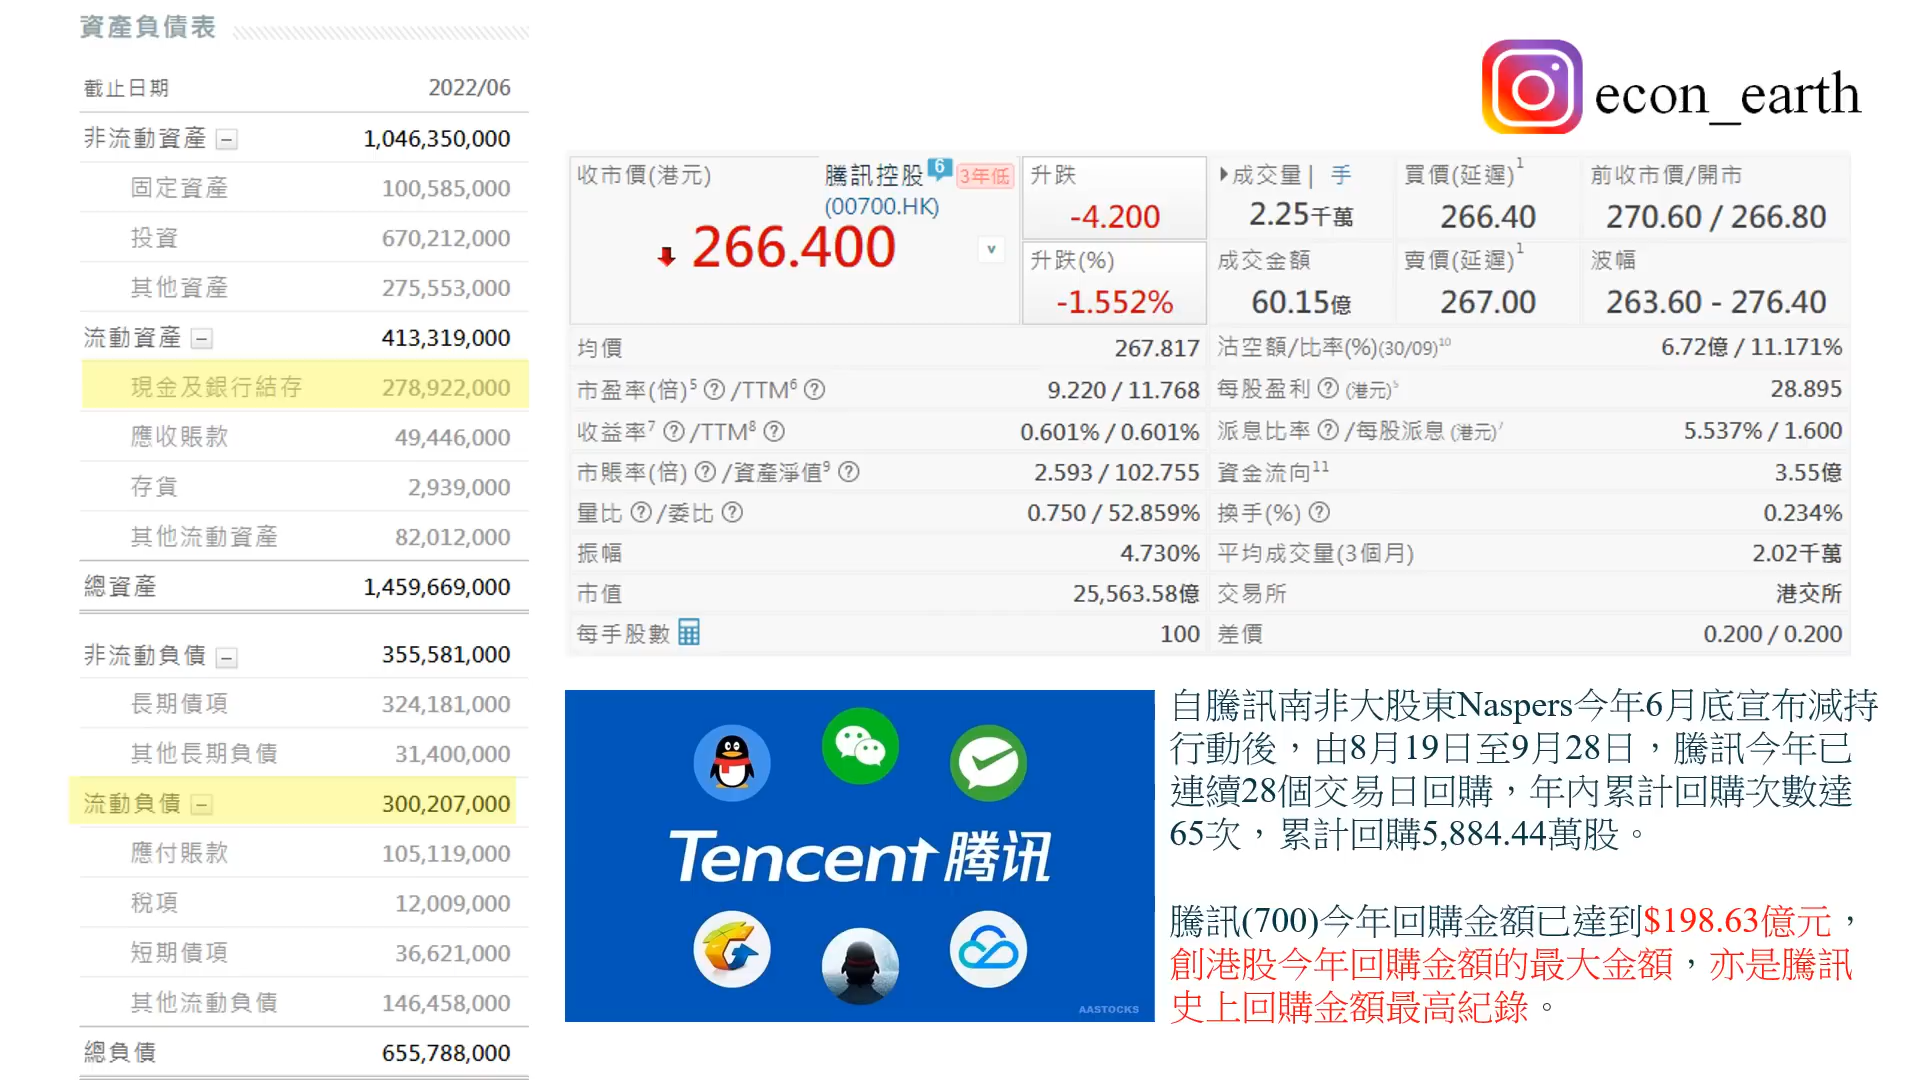 資產負債表
截止日期 2022/06
非流動資產 1,046,350,000
固定資產 100,585,000
投資 670,212,000
其他資產 275,553,000
流動資產 413,319,000
現金及銀行結存 278,922,000
應收賬款 49,446,000
存貨 2,939,000
其他流動資產 82,012,000
總資產 1,459,669,000
非流動負債 355,581,000
長期債項 324,181,000
其他長期負債 31,400,000
流動負債 300,207,000
應付賬款 105,119,000
稅項 12,009,000
短期債項 36,621,000
其他流動負債 146,458,000
總負債 655,788,000
econ_earth
收市價(港元) 騰訊控股 6 3年低
(00700.HK)
266.400
升跌
-4.200
升跌(%)
-1.552%
成交量| 手
2.25千萬
買價(延遲)1
266.40
前收市價/開市
270.60 / 266.80
成交金額
60.15億
賣價(延遲)1
267.00
波幅
263.60 - 276.40
均價 267.817 沽空額/比率(%)(30/09)10 6.72億 / 11.171%
市盈率(倍)5 ? /TTM6 ? 9.220 / 11.768 每股盈利 ? (港元)5 28.895
收益率7 ? /TTM8 ? 0.601% / 0.601% 派息比率 ? /每股派息 (港元)7 5.537% / 1.600
市賬率(倍) ? /資產淨值9 ? 2.593 / 102.755 資金流向11 3.55億
量比 ? /委比 ? 0.750 / 52.859% 換手(%) ? 0.234%
振幅 4.730% 平均成交量(3個月) 2.02千萬
市值 25,563.58億 交易所 港交所
每手股數 100 差價 0.200 / 0.200
Tencent 腾讯
AASTOCKS
自騰訊南非大股東Naspers今年6月底宣布減持
行動後，由8月19日至9月28日，騰訊今年已
連續28個交易日回購，年內累計回購次數達
65次，累計回購5,884.44萬股。
騰訊(700)今年回購金額已達到$198.63億元，
創港股今年回購金額的最大金額，亦是騰訊
史上回購金額最高紀錄。